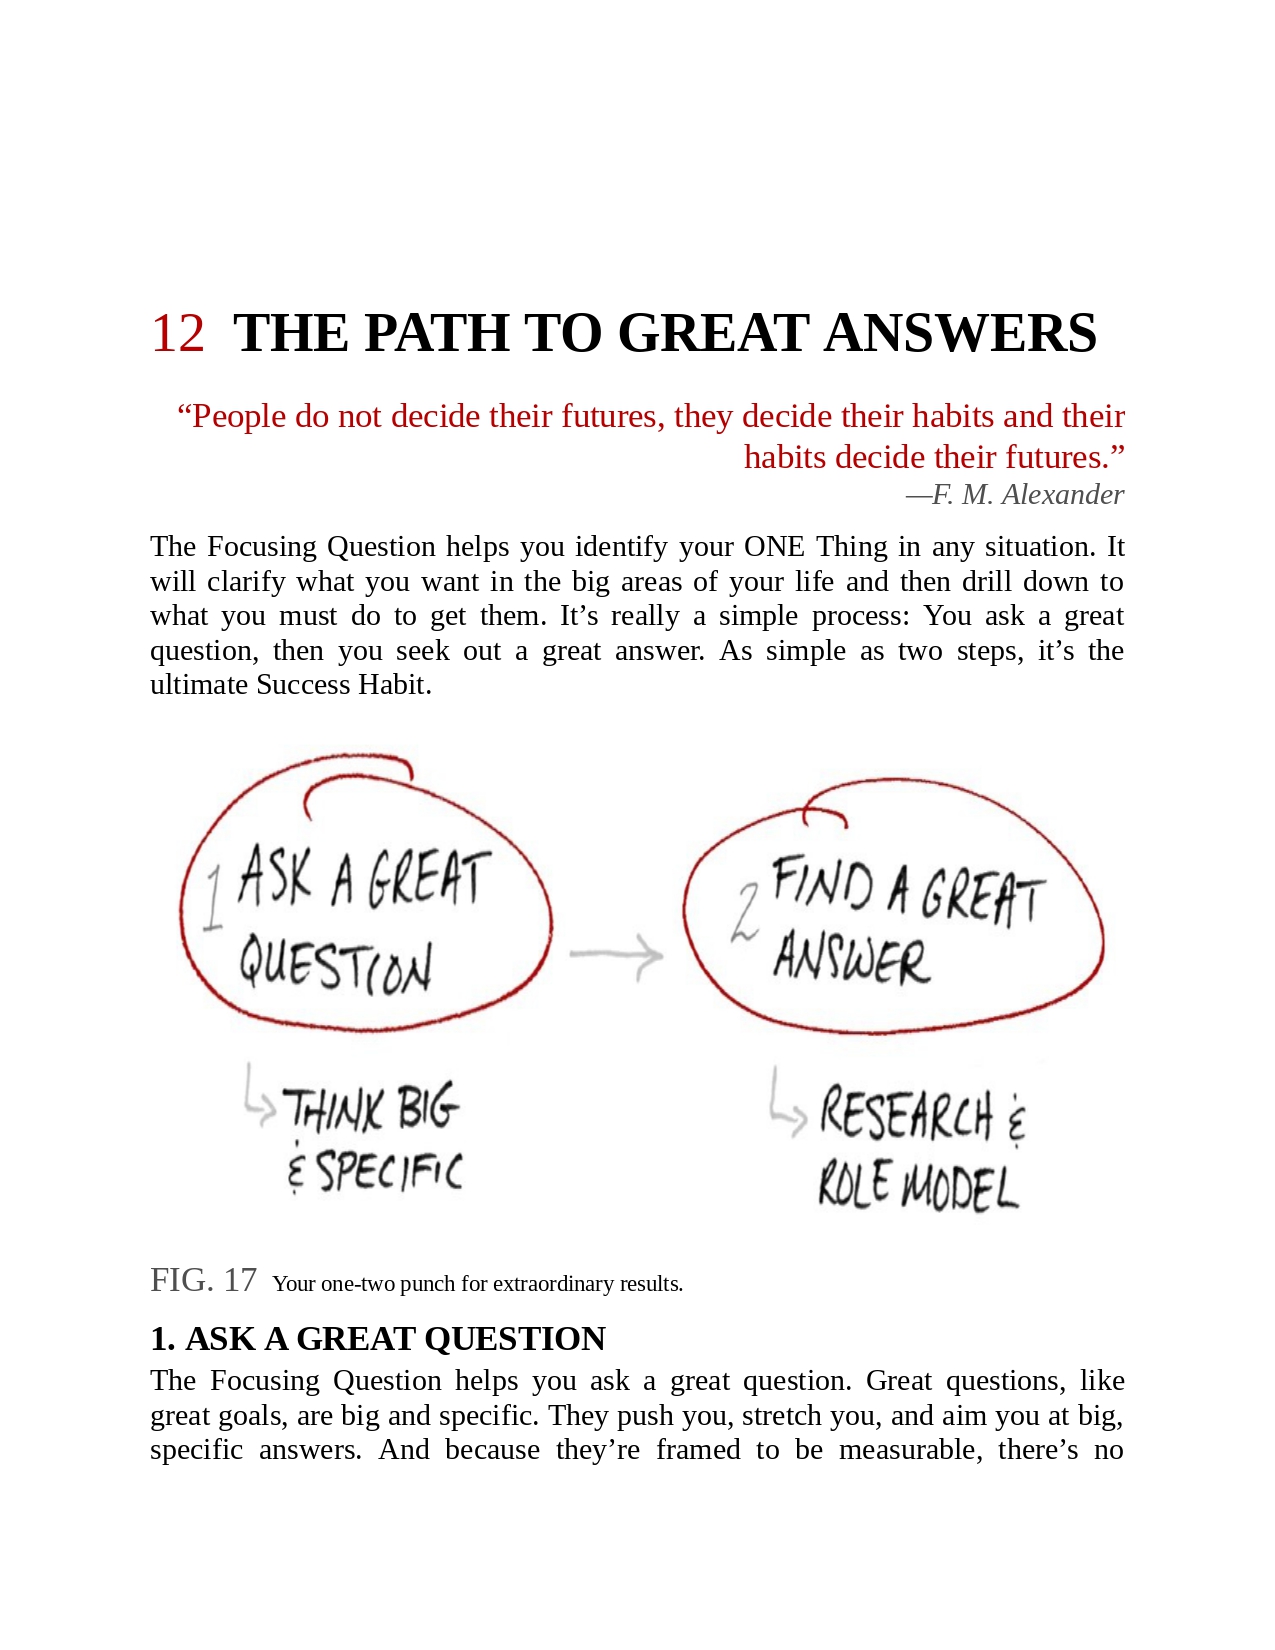 12 THE PATH TO GREAT ANSWERS
“People do not decide their futures, they decide their habits and their
habits decide their futures.”
—F. M. Alexander
The Focusing Question helps you identify your ONE Thing in any situation. It
will clarify what you want in the big areas of your life and then drill down to
what you must do to get them. It’s really a simple process: You ask a great
question, then you seek out a great answer. As simple as two steps, it’s the
ultimate Success Habit.
1 ASK A GREAT
QUESTION
THINK BIG
& SPECIFIC
2 FIND A GREAT
ANSWER
RESEARCH &
ROLE MODEL
FIG. 17 Your one-two punch for extraordinary results.
1. ASK A GREAT QUESTION
The Focusing Question helps you ask a great question. Great questions, like
great goals, are big and specific. They push you, stretch you, and aim you at big,
specific answers. And because they’re framed to be measurable, there’s no